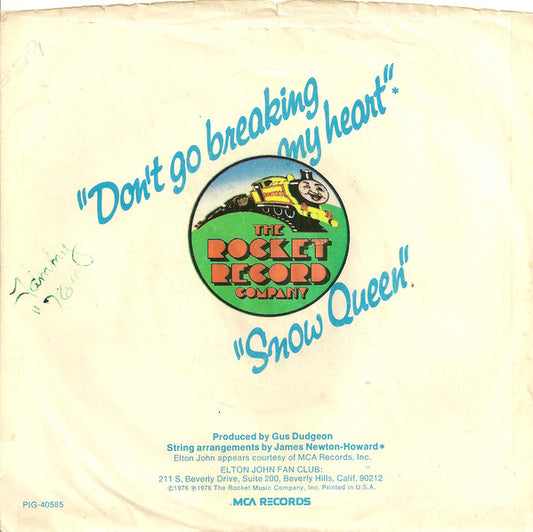 "Don't go breaking
my heart"*
THE
ROCKET
RECORD
COMPANY
"Snow Queen"
Tammy
"76"
Produced by Gus Dudgeon
String arrangements by James Newton-Howard*
Elton John appears courtesy of MCA Records, Inc.
ELTON JOHN FAN CLUB:
211 S. Beverly Drive, Suite 200, Beverly Hills, Calif. 90212
©1976 ℗1976 The Rocket Music Company, Inc. Printed in U.S.A.
PIG-40585
MCA RECORDS